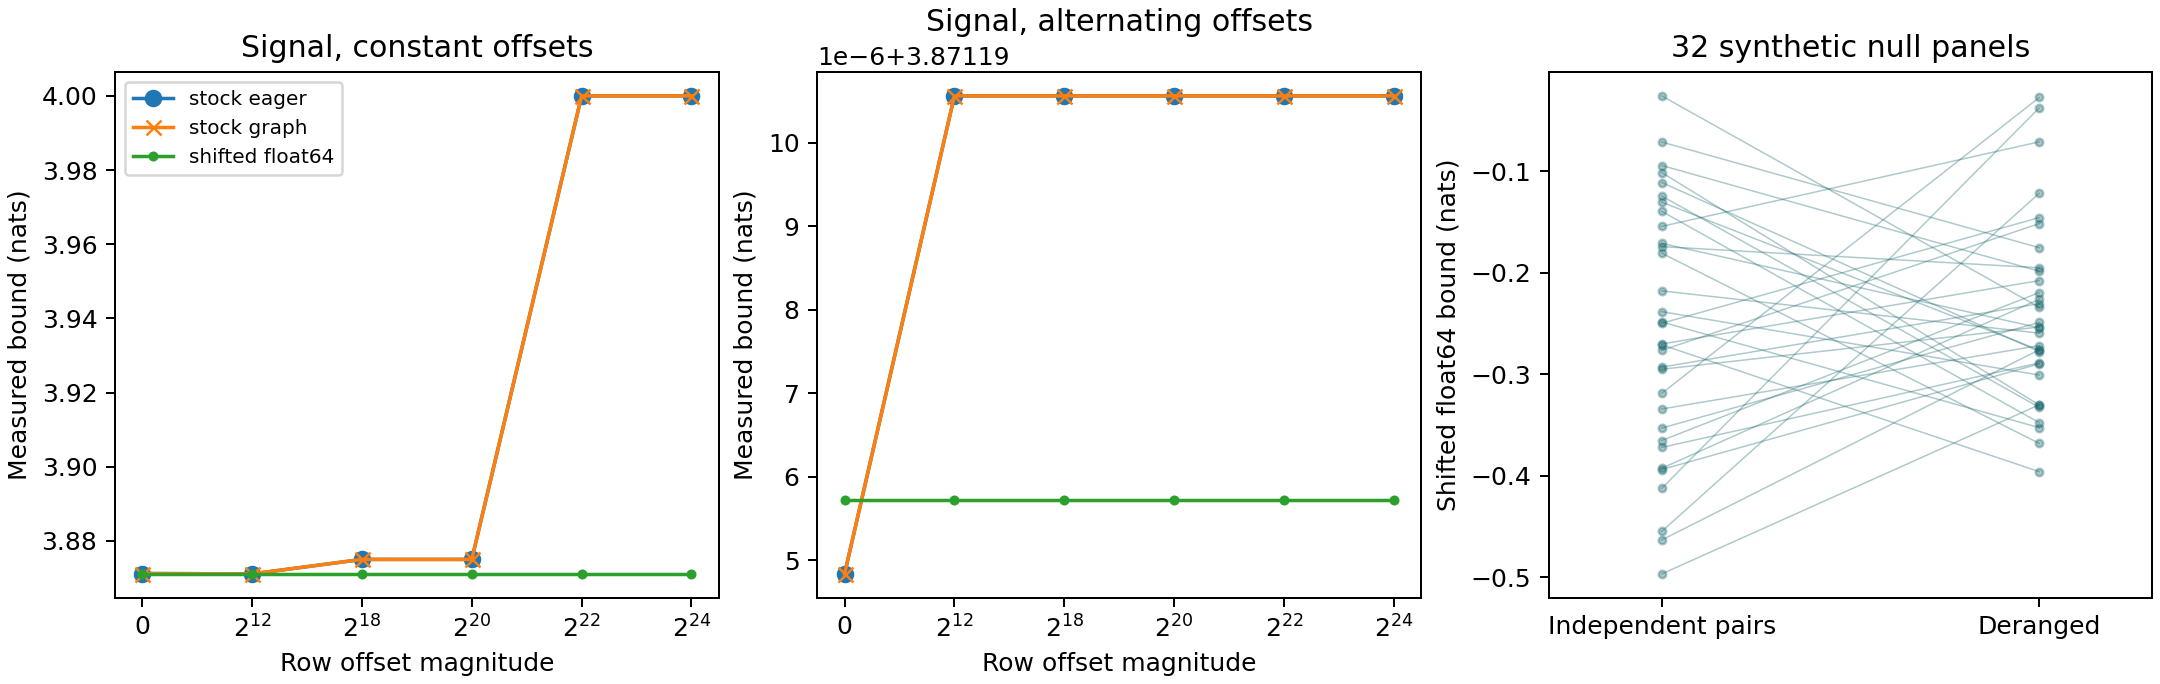 Signal, constant offsets
Measured bound (nats)
4.00
3.98
3.96
3.94
3.92
3.90
3.88
stock eager
stock graph
shifted float64
0
2^12
2^18
2^20
2^22
2^24
Row offset magnitude
Signal, alternating offsets
1e−6+3.87119
Measured bound (nats)
10
9
8
7
6
5
0
2^12
2^18
2^20
2^22
2^24
Row offset magnitude
32 synthetic null panels
Shifted float64 bound (nats)
−0.1
−0.2
−0.3
−0.4
−0.5
Independent pairs
Deranged